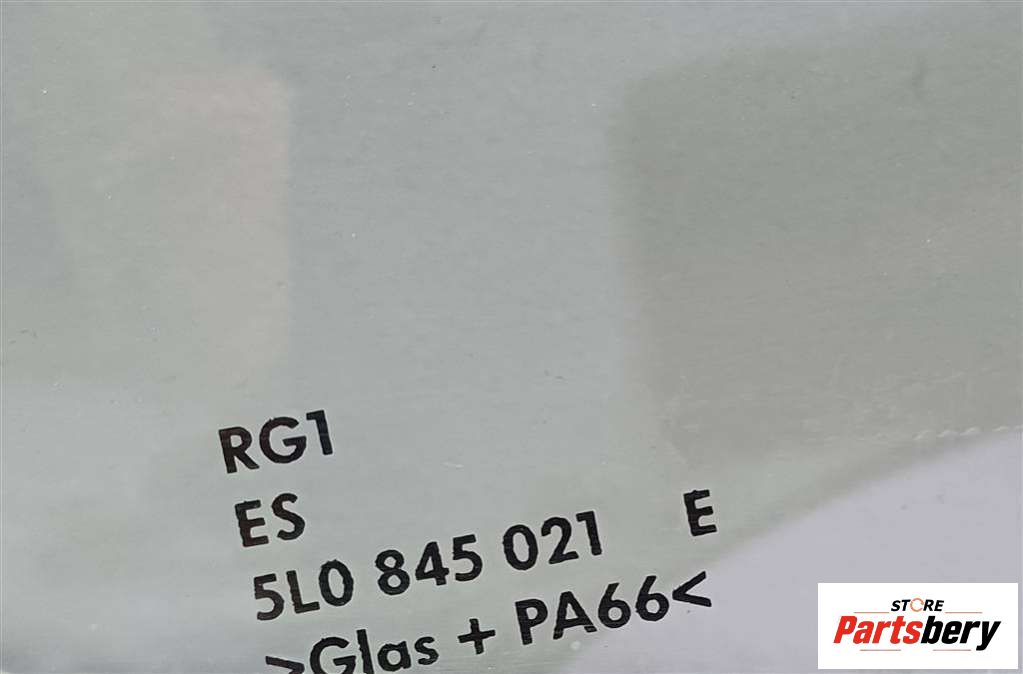 RG1
ES
5L0 845 021 E
>Glas + PA66<
STORE
Partsbery